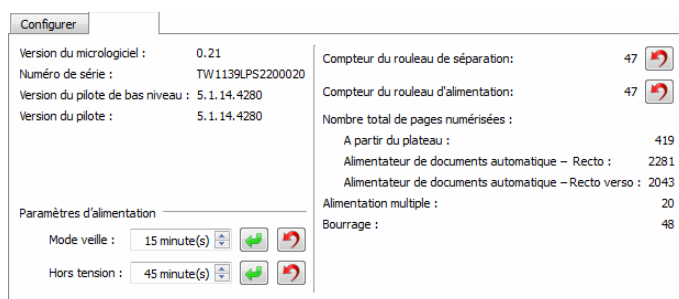 Configurer
Version du micrologiciel : 0.21
Numéro de série : TW1139LPS2200020
Version du pilote de bas niveau : 5.1.14.4280
Version du pilote : 5.1.14.4280
Paramètres d'alimentation
Mode veille : 15 minute(s)
Hors tension : 45 minute(s)
Compteur du rouleau de séparation: 47
Compteur du rouleau d'alimentation: 47
Nombre total de pages numérisées :
A partir du plateau : 419
Alimentateur de documents automatique – Recto : 2281
Alimentateur de documents automatique – Recto verso : 2043
Alimentation multiple : 20
Bourrage : 48